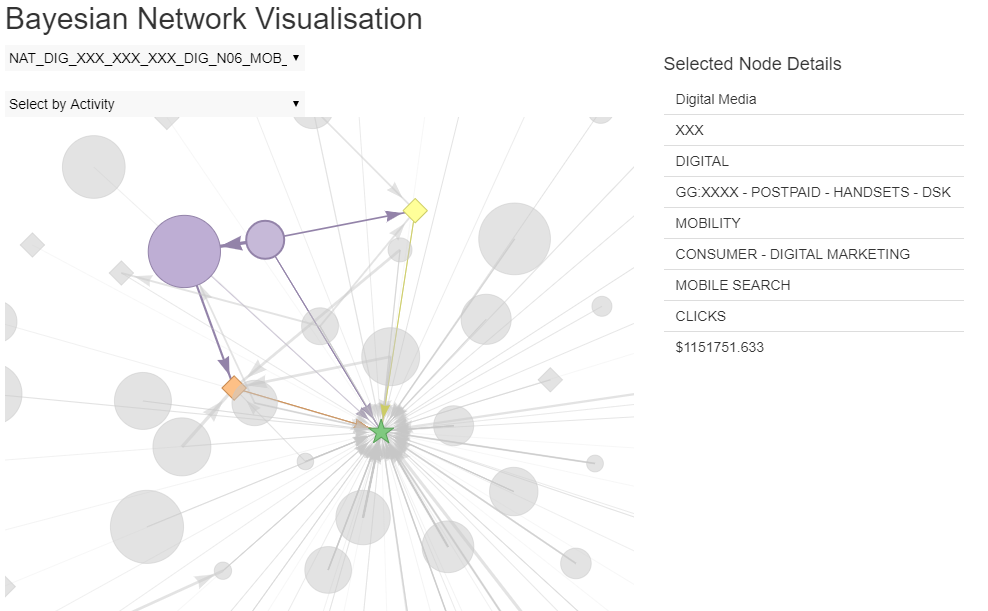 Bayesian Network Visualisation
NAT_DIG_XXX_XXX_XXX_DIG_N06_MOB_
Select by Activity
Selected Node Details
Digital Media
XXX
DIGITAL
GG:XXXX - POSTPAID - HANDSETS - DSK
MOBILITY
CONSUMER - DIGITAL MARKETING
MOBILE SEARCH
CLICKS
$1151751.633